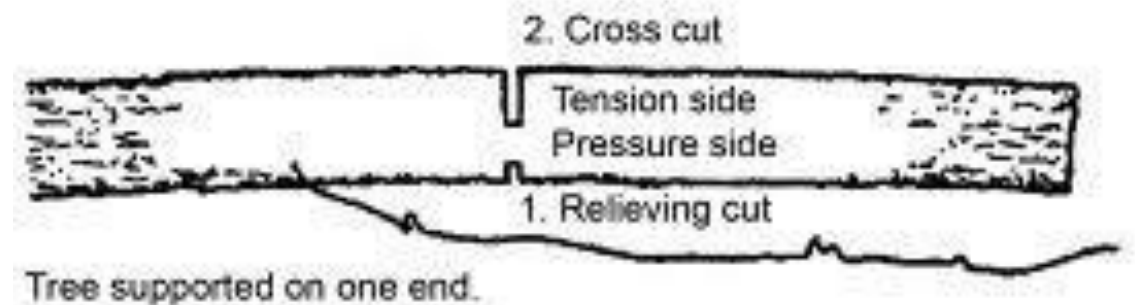 2. Cross cut
Tension side
Pressure side
1. Relieving cut
Tree supported on one end.